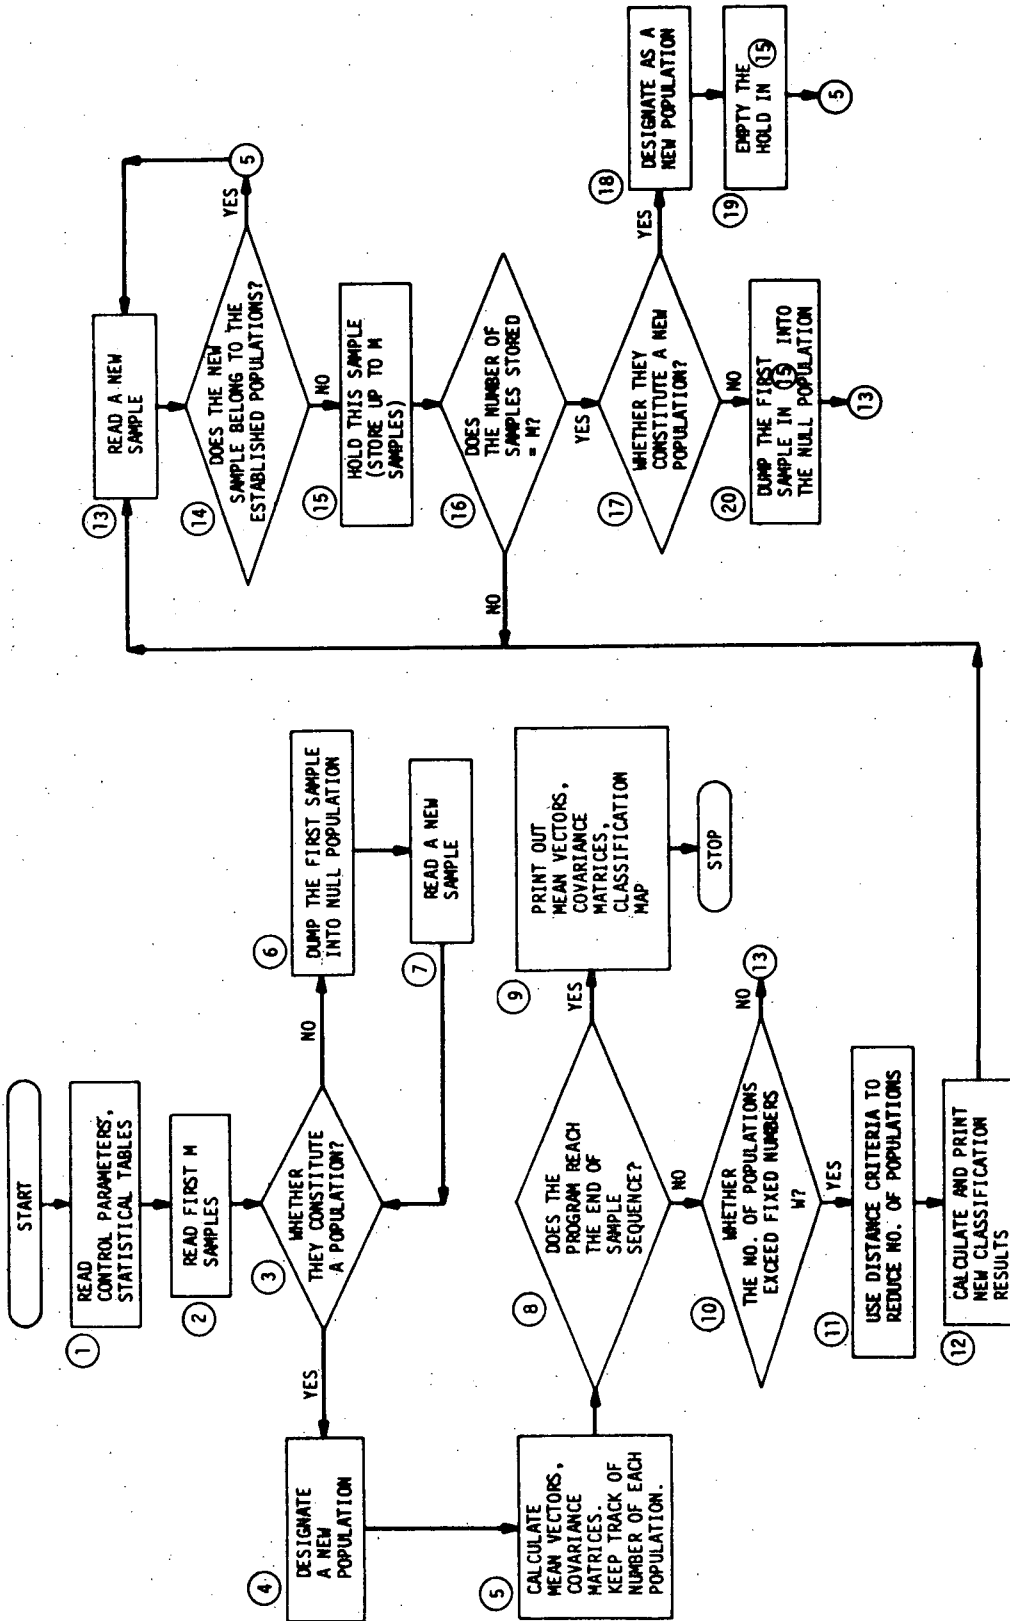 START
1
READ
CONTROL PARAMETERS,
STATISTICAL TABLES
2
READ FIRST M
SAMPLES
3
WHETHER
THEY CONSTITUTE
A POPULATION?
YES
NO
4
DESIGNATE
A NEW
POPULATION
6
DUMP THE FIRST SAMPLE
INTO NULL POPULATION
7
READ A NEW
SAMPLE
5
CALCULATE
MEAN VECTORS,
COVARIANCE
MATRICES.
KEEP TRACK OF
NUMBER OF EACH
POPULATION.
8
DOES THE
PROGRAM REACH
THE END OF
SAMPLE
SEQUENCE?
YES
NO
9
PRINT OUT
MEAN VECTORS,
COVARIANCE
MATRICES,
CLASSIFICATION
MAP
STOP
10
WHETHER
THE NO. OF POPULATIONS
EXCEED FIXED NUMBERS
W?
NO
13
YES
11
USE DISTANCE CRITERIA TO
REDUCE NO. OF POPULATIONS
12
CALCULATE AND PRINT
NEW CLASSIFICATION
RESULTS
13
READ A NEW
SAMPLE
14
DOES THE NEW
SAMPLE BELONG TO THE
ESTABLISHED POPULATIONS?
YES
5
NO
15
HOLD THIS SAMPLE
(STORE UP TO M
SAMPLES)
16
DOES
THE NUMBER OF
SAMPLES STORED
= M?
NO
YES
17
WHETHER THEY
CONSTITUTE A NEW
POPULATION?
YES
NO
18
DESIGNATE AS A
NEW POPULATION
19
EMPTY THE
HOLD IN 15
5
20
DUMP THE FIRST
SAMPLE IN 15 INTO
THE NULL POPULATION
13